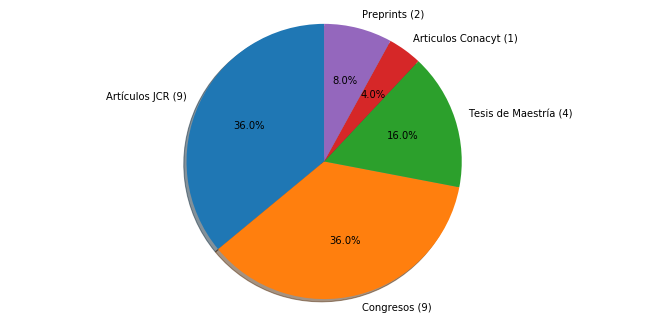 Preprints (2)
Articulos Conacyt (1)
8.0%
4.0%
Artículos JCR (9)
36.0%
Tesis de Maestría (4)
16.0%
36.0%
Congresos (9)